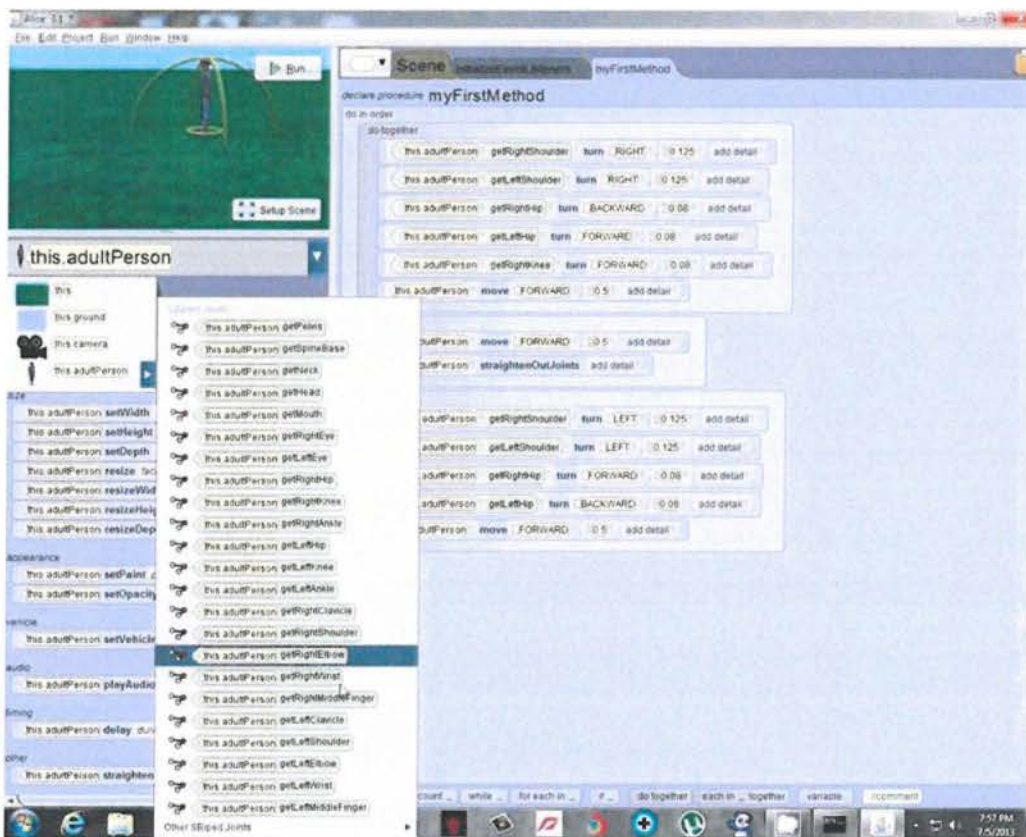 File Edit Project Run Window Help
Run...
Setup Scene
this.adultPerson
this
this ground
this camera
this adultPerson
size
this adultPerson setWidth
this adultPerson setHeight
this adultPerson setDepth
this adultPerson resize
this adultPerson resizeWid
this adultPerson resizeHeig
this adultPerson resizeDep
appearance
this adultPerson setPaint
this adultPerson setOpacity
vehicle
this adultPerson setVehicle
audio
this adultPerson playAudio
timing
this adultPerson delay
other
this adultPerson straighten
this adultPerson getPelvis
this adultPerson getSpineBase
this adultPerson getNeck
this adultPerson getHead
this adultPerson getMouth
this adultPerson getRightEye
this adultPerson getLeftEye
this adultPerson getRightHip
this adultPerson getRightKnee
this adultPerson getRightAnkle
this adultPerson getLeftHip
this adultPerson getLeftKnee
this adultPerson getLeftAnkle
this adultPerson getRightClavicle
this adultPerson getRightShoulder
this adultPerson getRightElbow
this adultPerson getRightWrist
this adultPerson getRightMiddleFinger
this adultPerson getLeftClavicle
this adultPerson getLeftShoulder
this adultPerson getLeftElbow
this adultPerson getLeftWrist
this adultPerson getLeftMiddleFinger
Other SBiped Joints
Scene initializeEventListeners myFirstMethod
declare procedure myFirstMethod
do in order
do together
this adultPerson getRightShoulder turn RIGHT 0.125 add detail
this adultPerson getLeftShoulder turn RIGHT 0.125 add detail
this adultPerson getRightHip turn BACKWARD 0.08 add detail
this adultPerson getLeftHip turn FORWARD 0.08 add detail
this adultPerson getRightKnee turn FORWARD 0.08 add detail
this adultPerson move FORWARD 0.5 add detail
adultPerson move FORWARD 0.5 add detail
adultPerson straightenOutJoints add detail
adultPerson getRightShoulder turn LEFT 0.125 add detail
adultPerson getLeftShoulder turn LEFT 0.125 add detail
adultPerson getRightHip turn FORWARD 0.08 add detail
adultPerson getLeftHip turn BACKWARD 0.08 add detail
adultPerson move FORWARD 0.5 add detail
count _ while _ for each in _ if _ do together each in _ together variable comment
7:57 PM